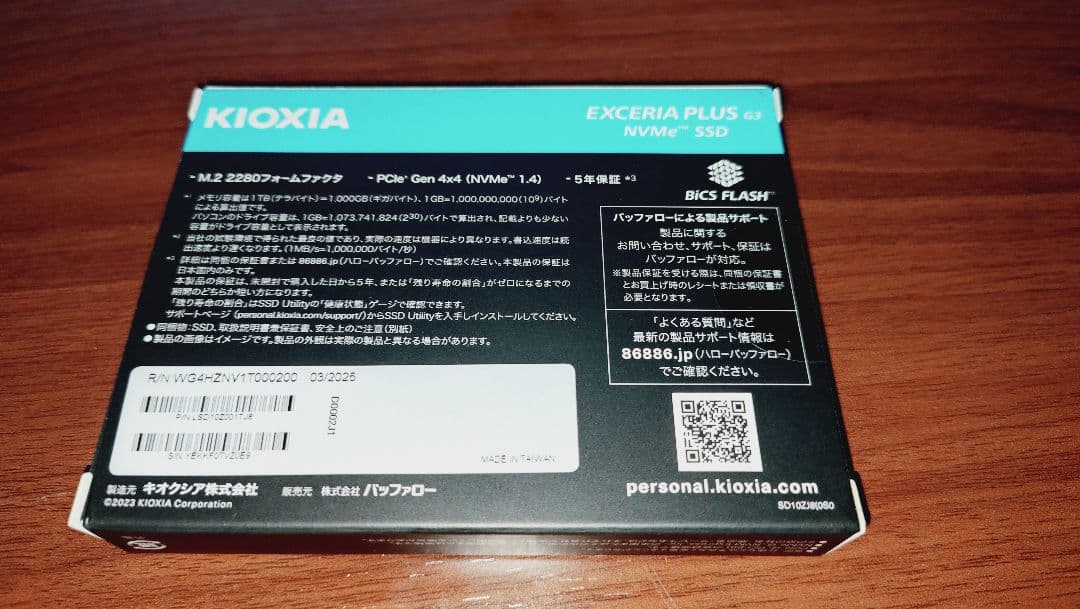 KIOXIA
EXCERIA PLUS G3
NVMe™ SSD
- M.2 2280フォームファクタ - PCIe® Gen 4x4 (NVMe™ 1.4) - 5年保証 *3
BiCS FLASH™
*1 メモリ容量は1TB(テラバイト)=1,000GB(ギガバイト)、1GB=1,000,000,000(10⁹)バイト
による算出値です。
パソコンのドライブ容量は、1GB=1,073,741,824(2³⁰)バイトで算出され、記載よりも少ない
容量がドライブ容量として表示されます。
*2 当社の試験環境で得られた最良の値であり、実際の速度は機器により異なります。書込速度は読
出速度より遅くなります。(1MB/s=1,000,000バイト/秒)
*3 詳細は同梱の保証書または 86886.jp(ハローバッファロー)でご確認ください。本製品の保証は
日本国内のみです。
本製品の保証は、未開封で購入した日から5年、または「残り寿命の割合」がゼロになるまでの
期間のどちらか短い方になります。
「残り寿命の割合」はSSD Utilityの「健康状態」ゲージで確認できます。
サポートページ (personal.kioxia.com/support/)からSSD Utilityを入手しインストールしてください。
●同梱物:SSD、取扱説明書兼保証書、安全上のご注意(別紙)
●製品の画像はイメージです。製品の外観は実際の製品と異なる場合があります。
バッファローによる製品サポート
製品に関する
お問い合わせ、サポート、保証は
バッファローが対応。
※製品保証を受ける際は、同梱の保証書
とお買上げ時のレシートまたは領収書が
必要となります。
「よくある質問」など
最新の製品サポート情報は
86886.jp(ハローバッファロー)
でご確認ください。
R/N WG4HZNV1T000200 03/2025
P/N LSD10Z001TJ8
D0002J1
MADE IN TAIWAN
製造元 キオクシア株式会社 販売元 株式会社 バッファロー
©2023 KIOXIA Corporation
personal.kioxia.com